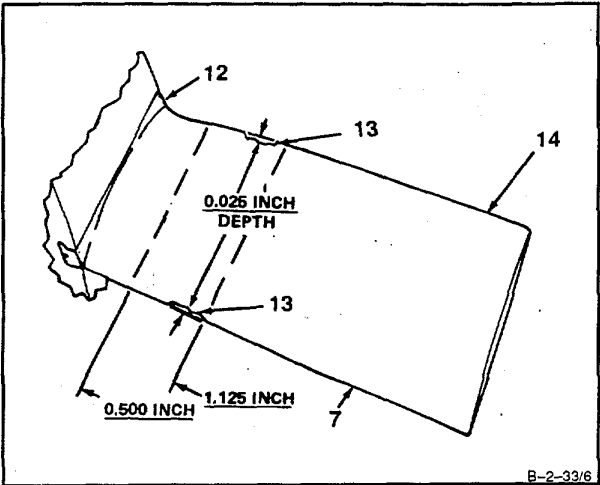 12
13
14
0.025 INCH
DEPTH
13
0.500 INCH
1.125 INCH
7
B-2-33/6